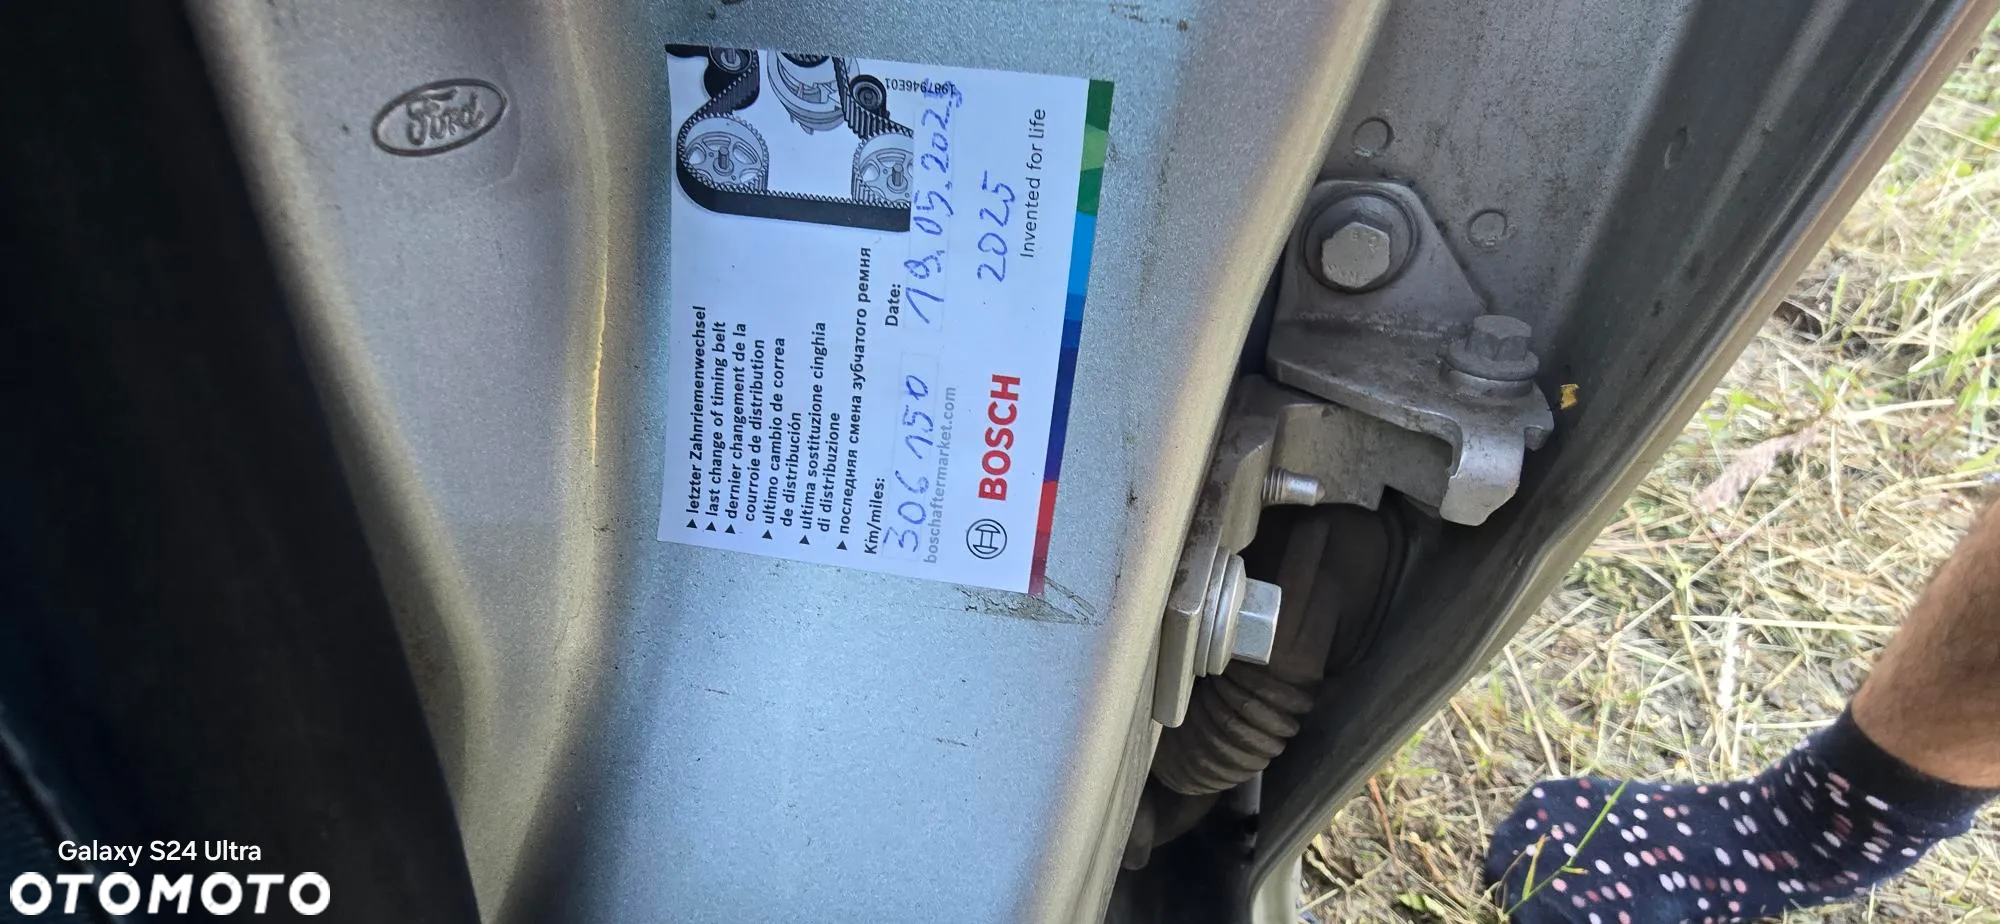 Ford
1987946E01
▸ letzter Zahnriemenwechsel
▸ last change of timing belt
▸ dernier changement de la
courroie de distribution
▸ ultimo cambio de correa
de distribución
▸ ultima sostituzione cinghia
di distribuzione
▸ последняя смена зубчатого ремня
Km/miles:
Date:
306 150
19.05.2025
boschaftermarket.com
2025
BOSCH
Invented for life
Galaxy S24 Ultra
OTOMOTO